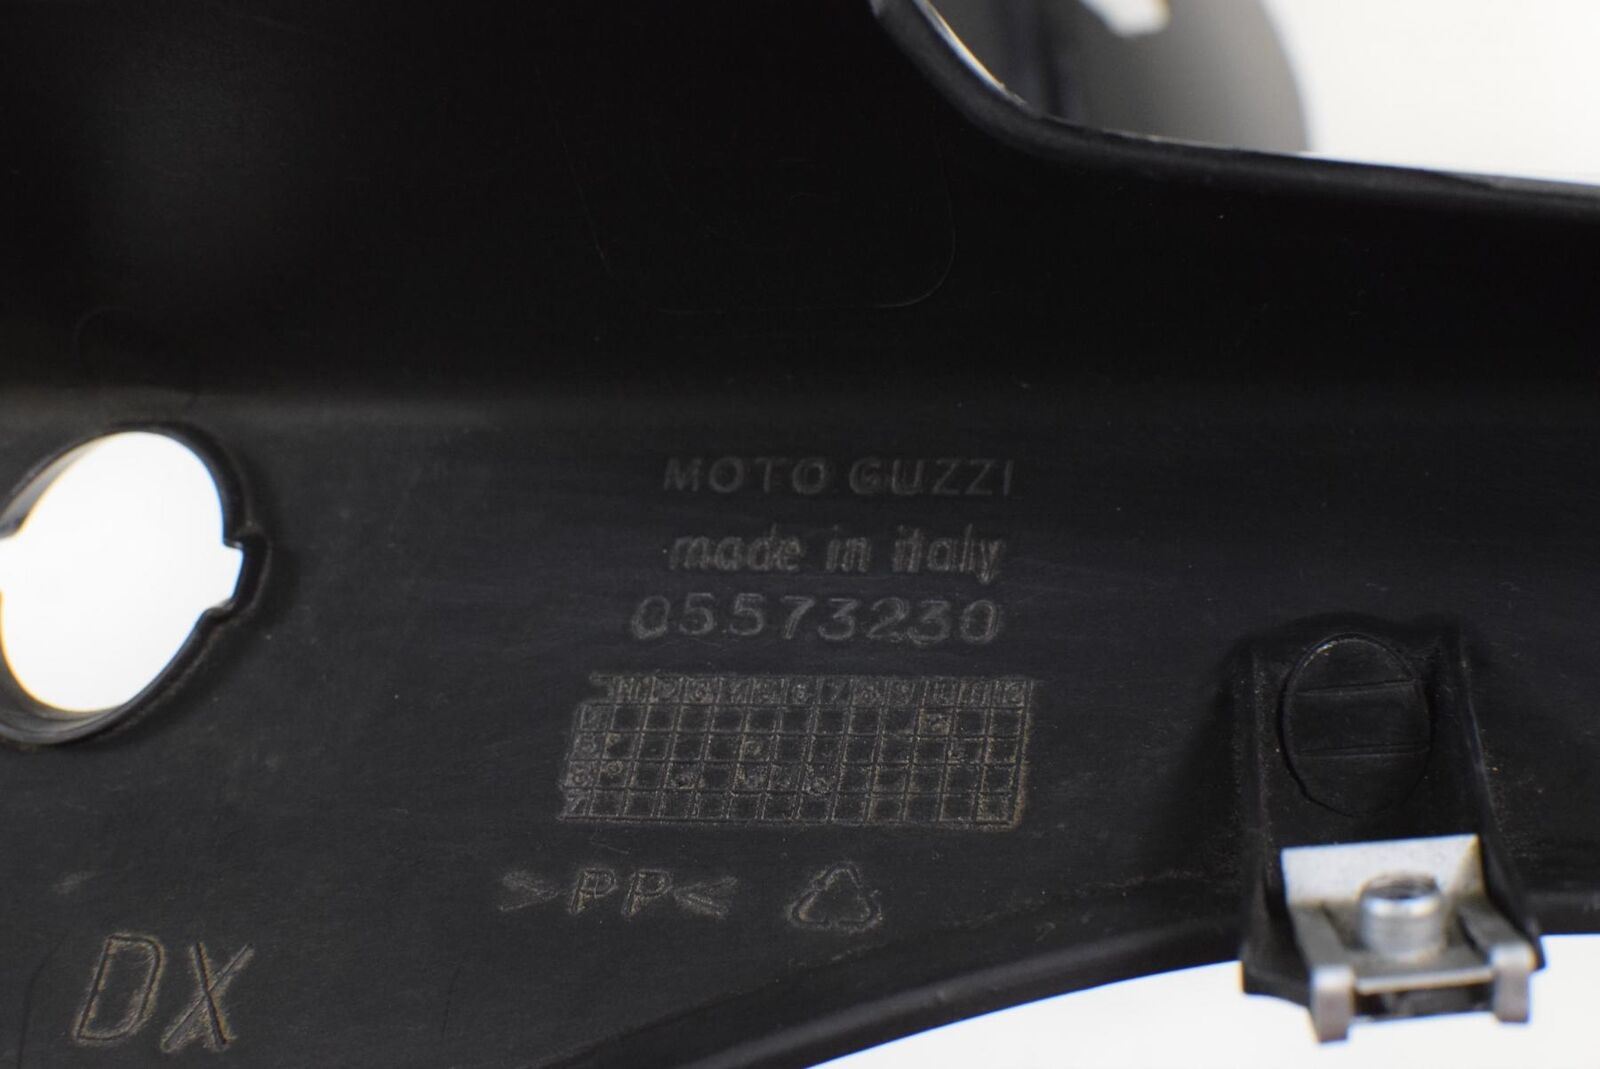 MOTO GUZZI
made in italy
05573230
>PP<
DX